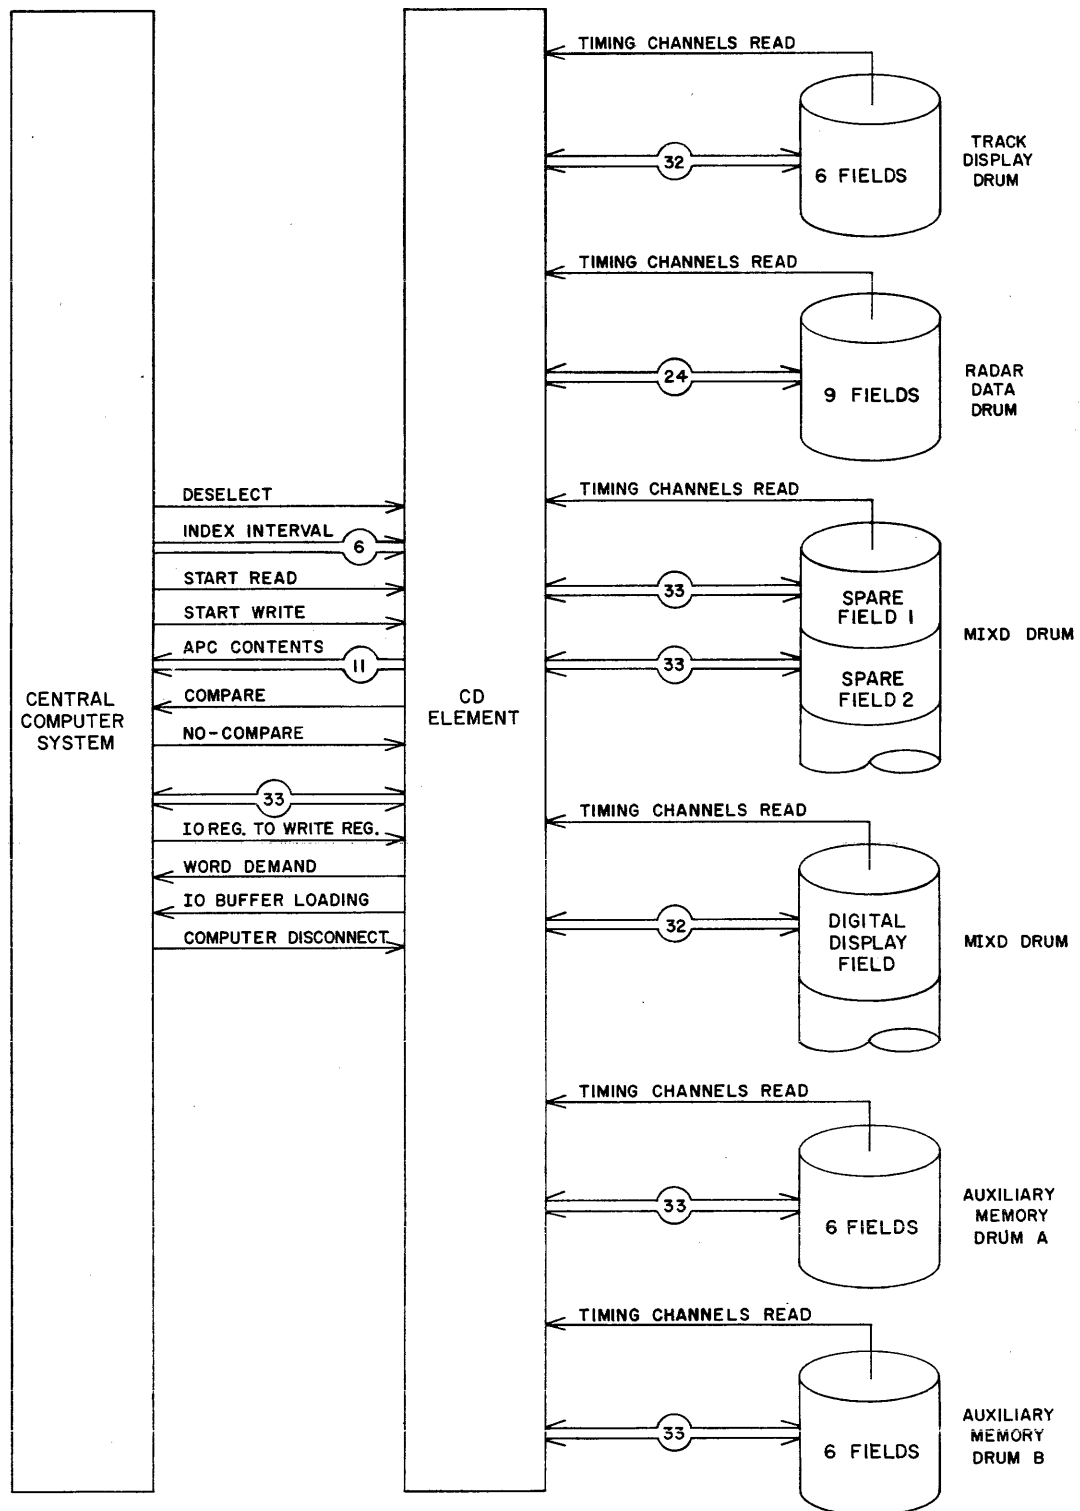 TIMING CHANNELS READ
32
6 FIELDS
TRACK
DISPLAY
DRUM
TIMING CHANNELS READ
24
9 FIELDS
RADAR
DATA
DRUM
DESELECT
INDEX INTERVAL
6
START READ
START WRITE
APC CONTENTS
11
COMPARE
NO-COMPARE
33
IO REG. TO WRITE REG.
WORD DEMAND
IO BUFFER LOADING
COMPUTER DISCONNECT
CENTRAL
COMPUTER
SYSTEM
CD
ELEMENT
TIMING CHANNELS READ
33
SPARE
FIELD 1
33
SPARE
FIELD 2
MIXD DRUM
TIMING CHANNELS READ
32
DIGITAL
DISPLAY
FIELD
MIXD DRUM
TIMING CHANNELS READ
33
6 FIELDS
AUXILIARY
MEMORY
DRUM A
TIMING CHANNELS READ
33
6 FIELDS
AUXILIARY
MEMORY
DRUM B